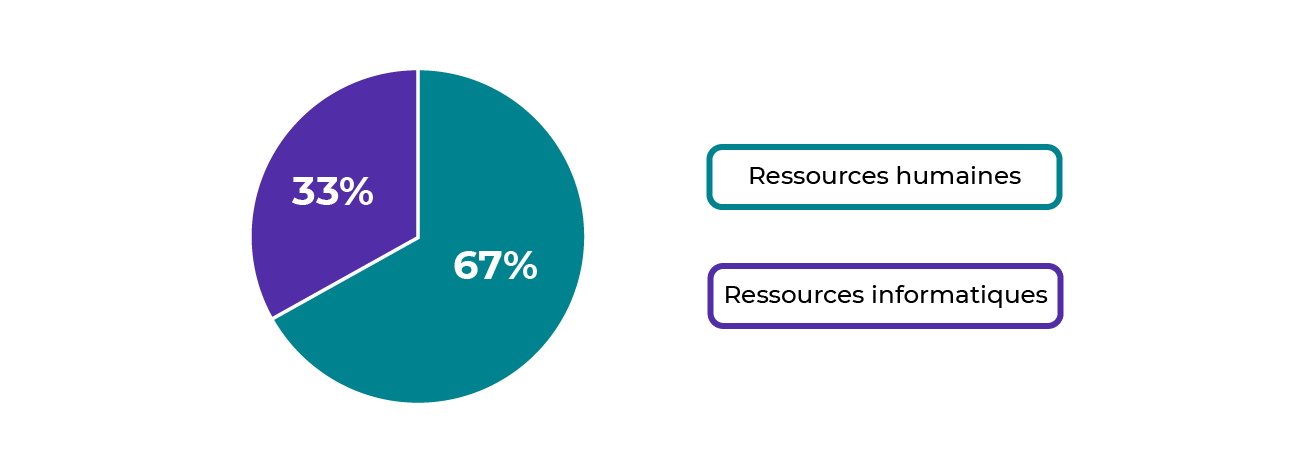 33%
67%
Ressources humaines
Ressources informatiques